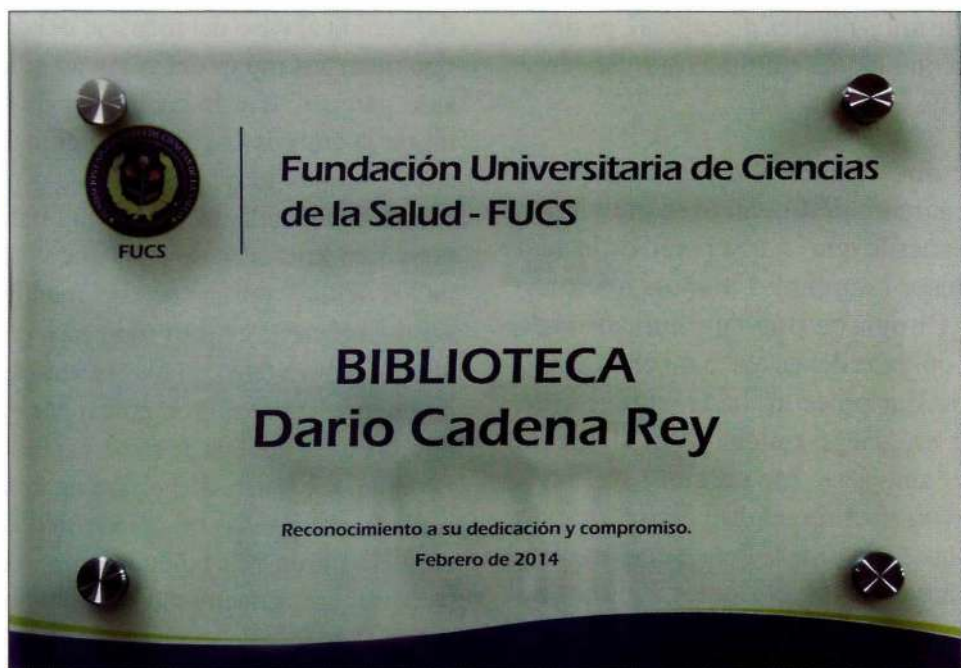 Fundación Universitaria de Ciencias
de la Salud - FUCS
FUCS
BIBLIOTECA
Dario Cadena Rey
Reconocimiento a su dedicación y compromiso.
Febrero de 2014